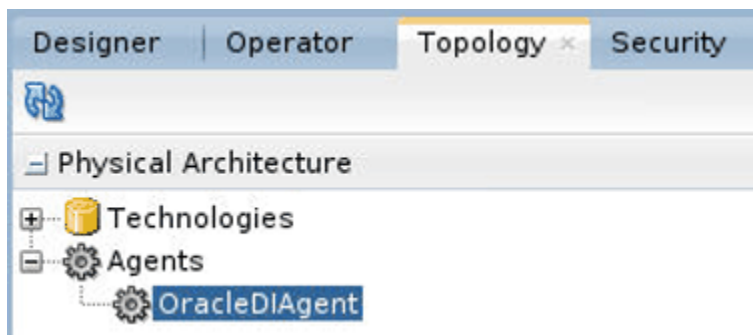 Designer Operator Topology Security
Physical Architecture
Technologies
Agents
OracleDIAgent